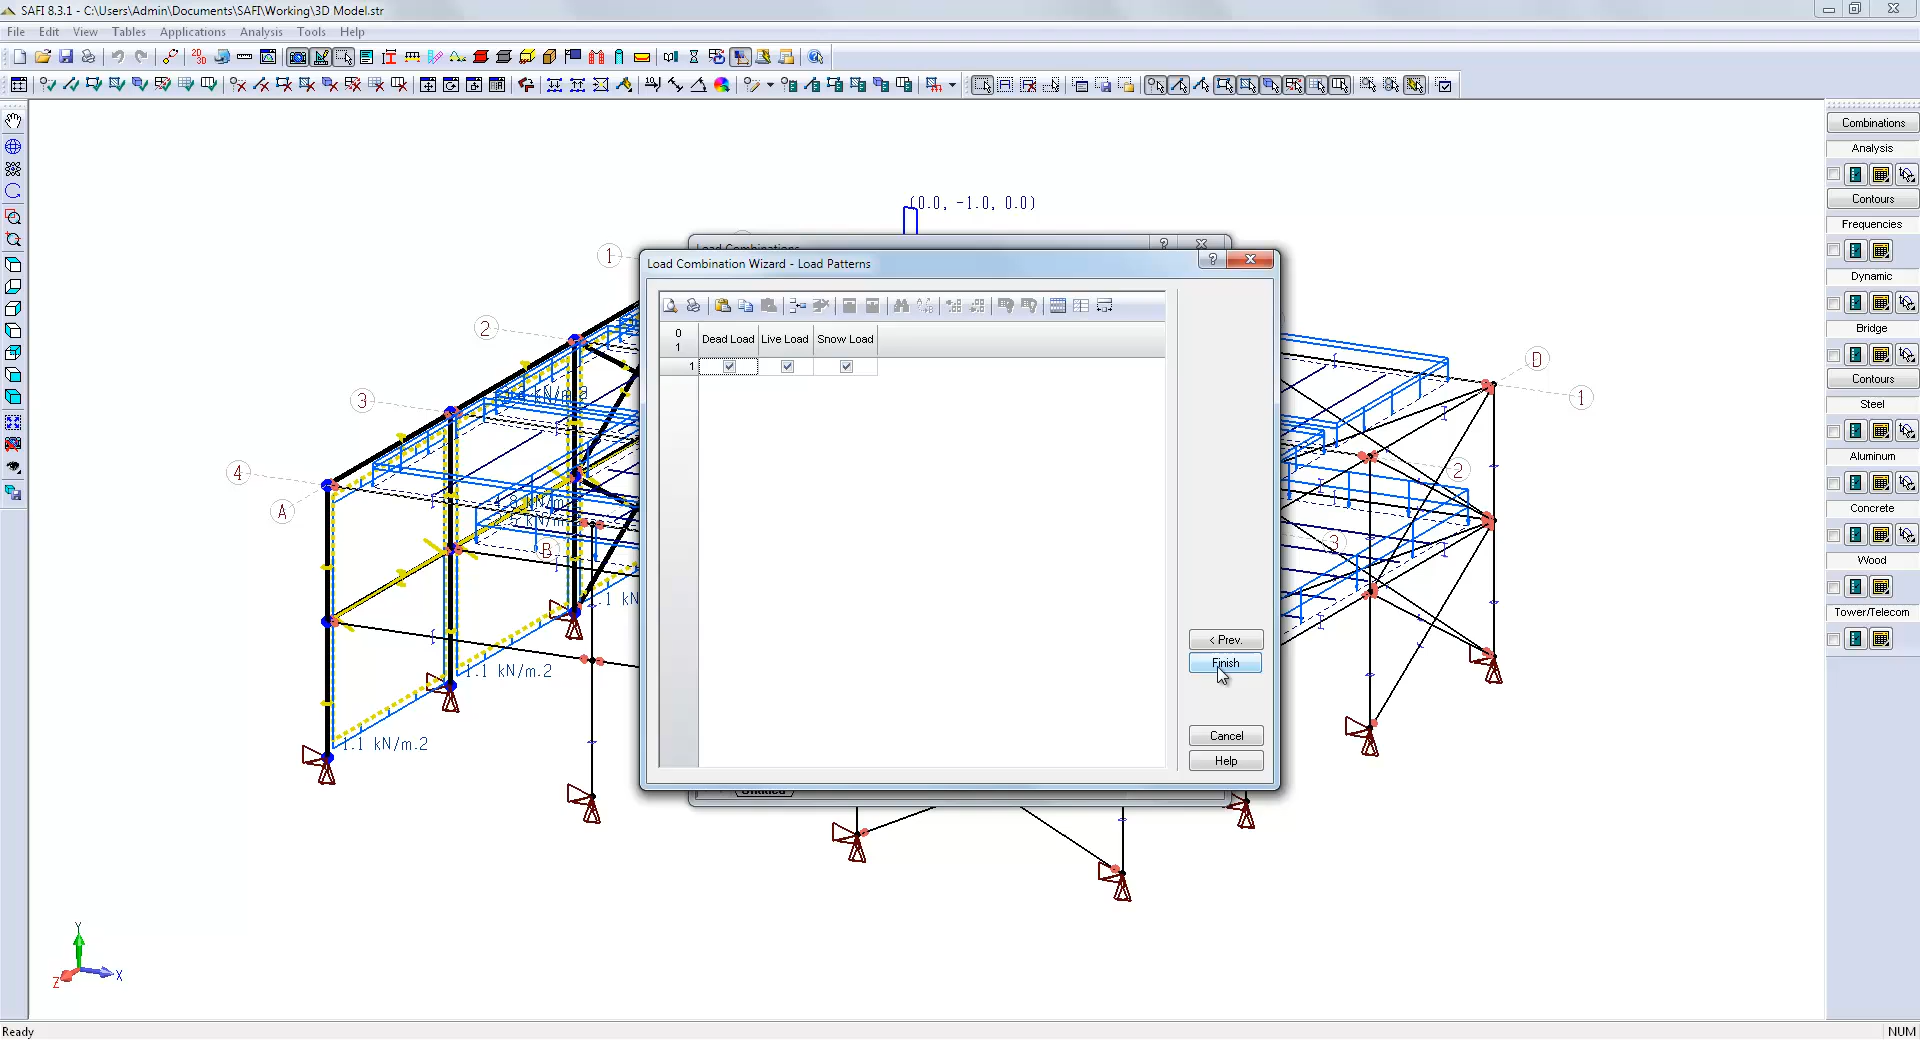 SAFI 8.3.1 - C:\Users\Admin\Documents\SAFI\Working\3D Model.str
File Edit View Tables Applications Analysis Tools Help
Combinations
Analysis
Contours
Frequencies
Dynamic
Bridge
Contours
Steel
Aluminum
Concrete
Wood
Tower/Telecom
(0.0, -1.0, 0.0)
1
2
3
4
A
B
D
1
2
3
1.1 kN/m.2
1.1 kN/m.2
Load Combinations
Load Combination Wizard - Load Patterns
0
1
Dead Load Live Load Snow Load
1
< Prev.
Finish
Cancel
Help
Untitled
Y
X
Z
Ready
NUM